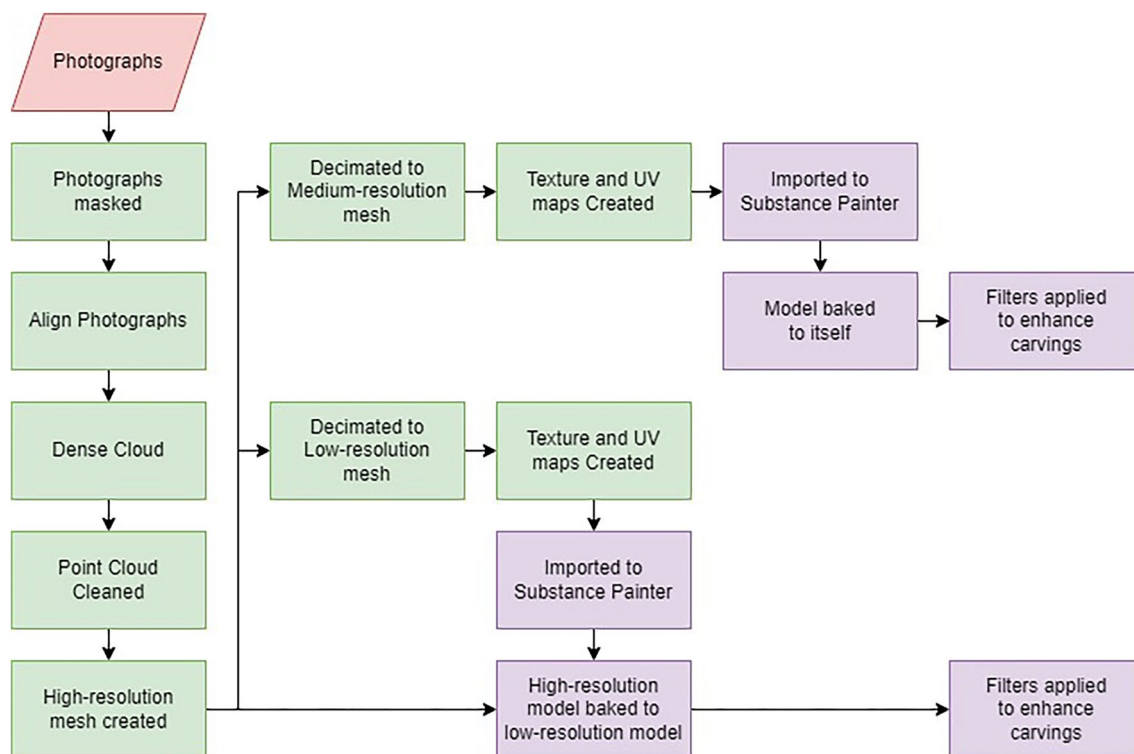 Photographs
Photographs
masked
Align Photographs
Dense Cloud
Point Cloud
Cleaned
High-resolution
mesh created
Decimated to
Medium-resolution
mesh
Texture and UV
maps Created
Imported to
Substance Painter
Model baked
to itself
Filters applied
to enhance
carvings
Decimated to
Low-resolution
mesh
Texture and UV
maps Created
Imported to
Substance Painter
High-resolution
model baked to
low-resolution model
Filters applied
to enhance
carvings